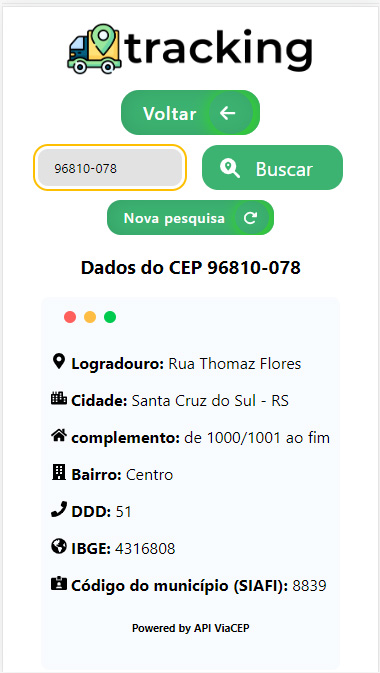 tracking
Voltar
96810-078 Buscar
Nova pesquisa
Dados do CEP 96810-078
Logradouro: Rua Thomaz Flores
Cidade: Santa Cruz do Sul - RS
complemento: de 1000/1001 ao fim
Bairro: Centro
DDD: 51
IBGE: 4316808
Código do município (SIAFI): 8839
Powered by API ViaCEP